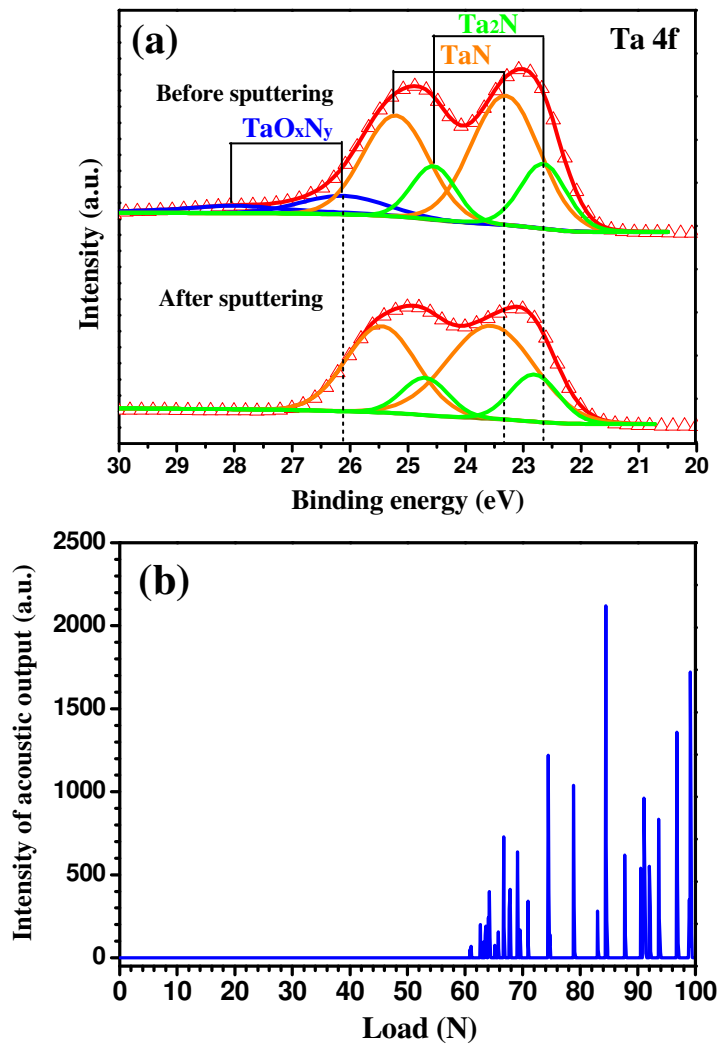 (a)
Ta₂N
Ta 4f
TaN
Before sputtering
TaOxNy
After sputtering
Intensity (a.u.)
30 29 28 27 26 25 24 23 22 21 20
Binding energy (eV)
(b)
2500
2000
1500
1000
500
0
Intensity of acoustic output (a.u.)
0 10 20 30 40 50 60 70 80 90 100
Load (N)